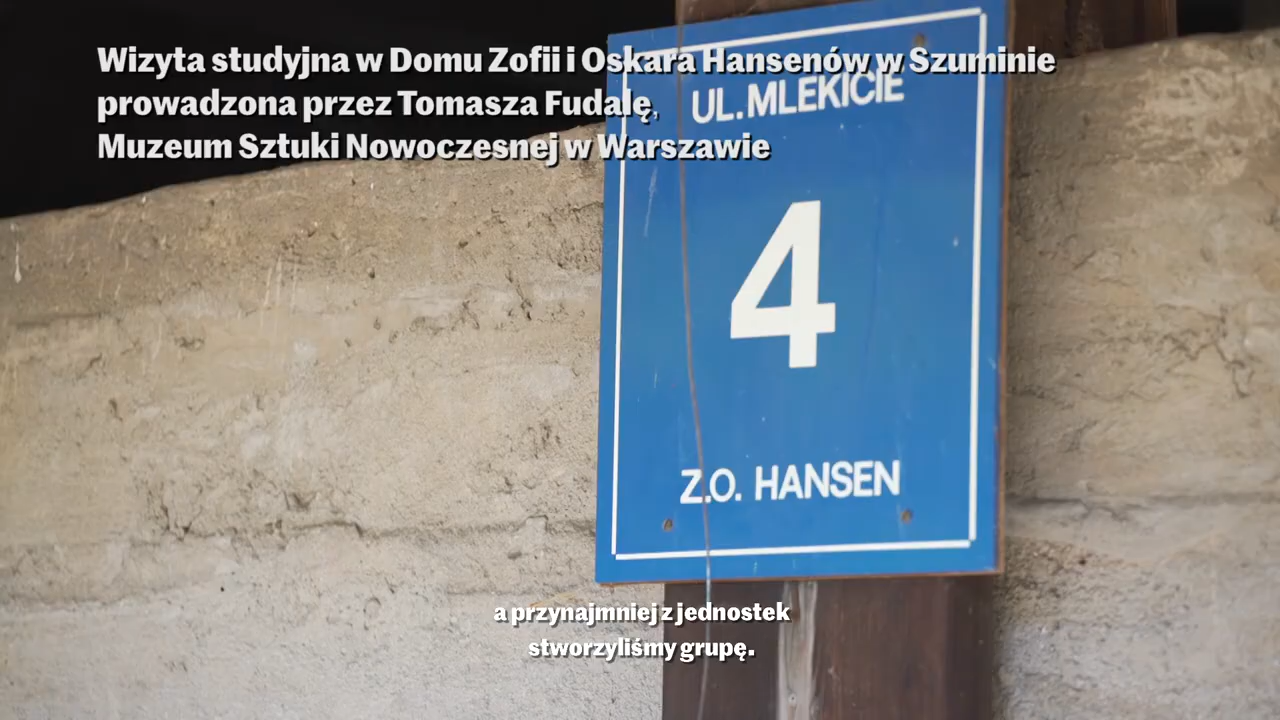 Wizyta studyjna w Domu Zofii i Oskara Hansenów w Szuminie
prowadzona przez Tomasza Fudalę,
Muzeum Sztuki Nowoczesnej w Warszawie
UL. MLEKICIE
4
Z.O. HANSEN
a przynajmniej z jednostek
stworzyliśmy grupę.